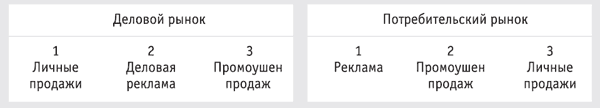 Деловой рынок
1 2 3
Личные Деловая Промоушен
продажи реклама продаж
Потребительский рынок
1 2 3
Реклама Промоушен Личные
продаж продажи